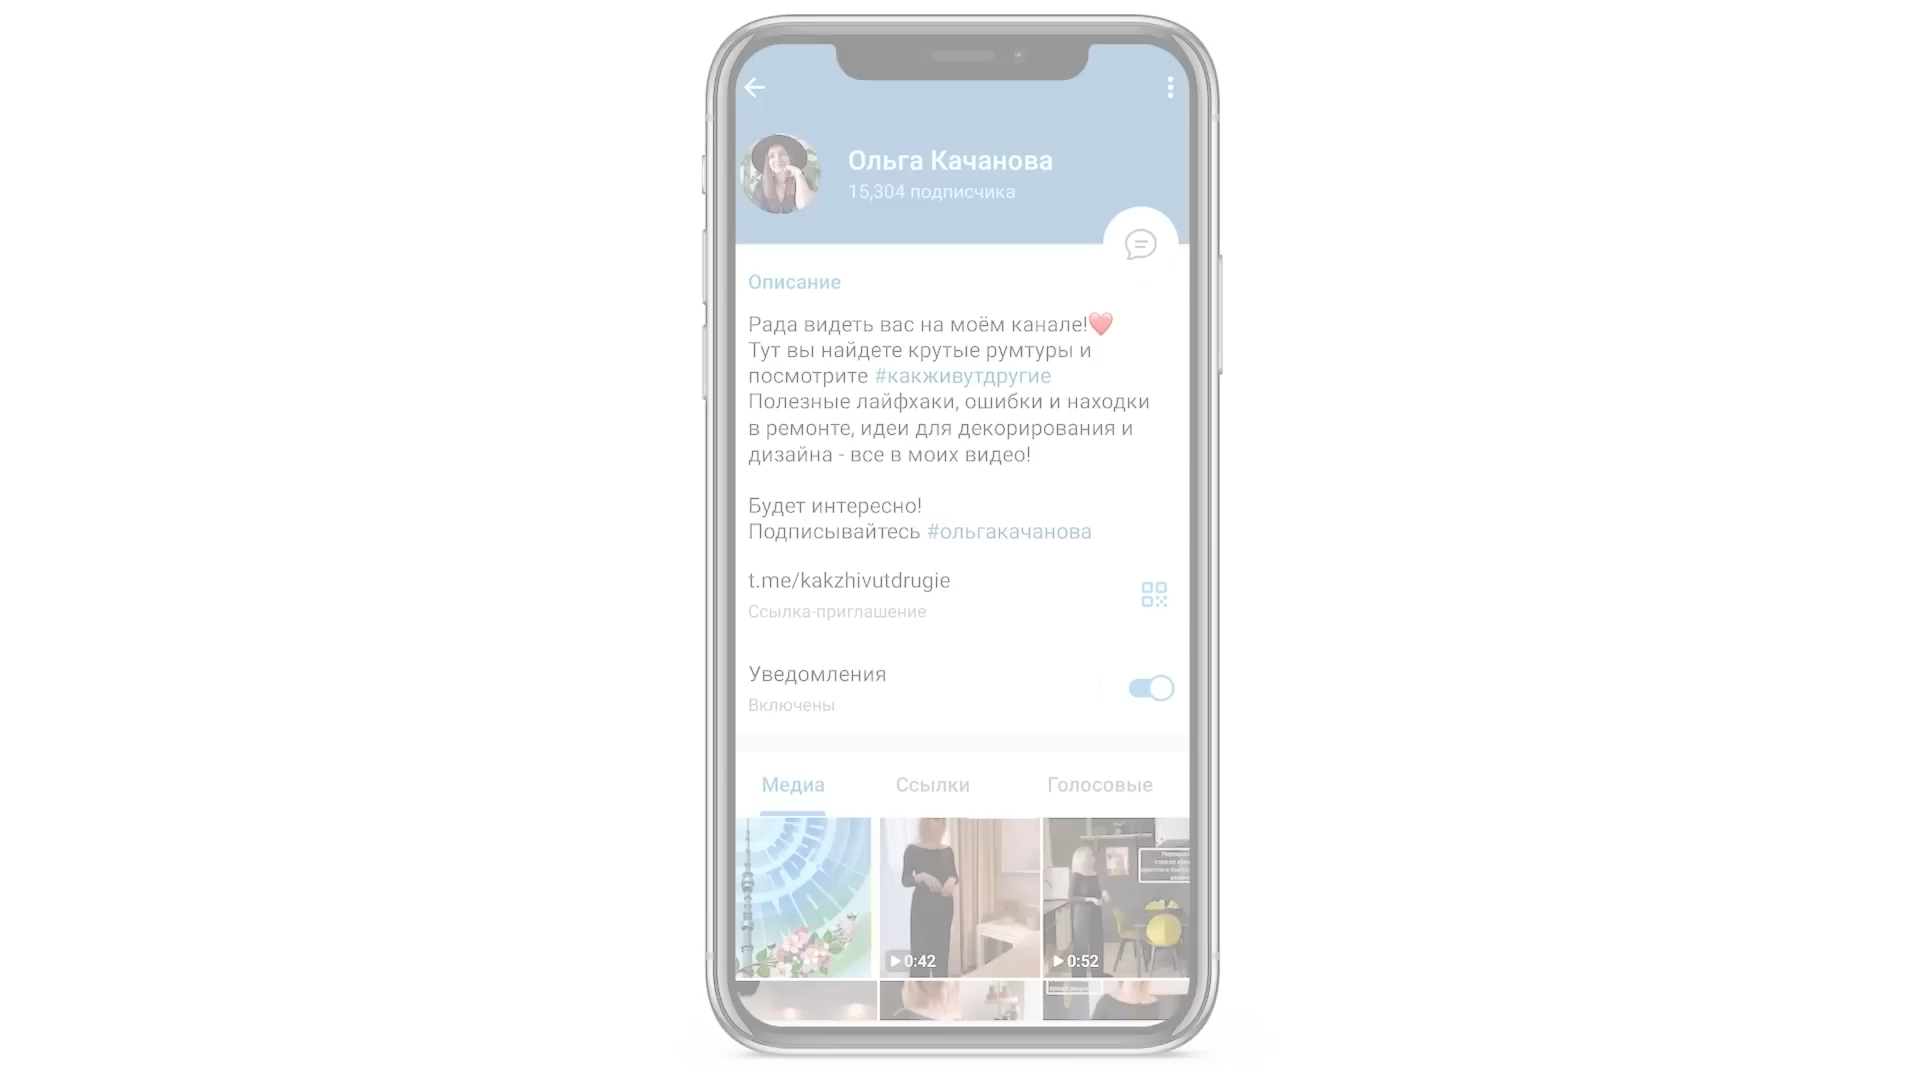 Ольга Качанова
15,304 подписчика
Описание
Рада видеть вас на моём канале!❤️
Тут вы найдете крутые румтуры и
посмотрите #какживутдругие
Полезные лайфхаки, ошибки и находки
в ремонте, идеи для декорирования и
дизайна - все в моих видео!
Будет интересно!
Подписывайтесь #ольгакачанова
t.me/kakzhivutdrugie
Ссылка-приглашение
Уведомления
Включены
Медиа
Ссылки
Голосовые
0:42
0:52